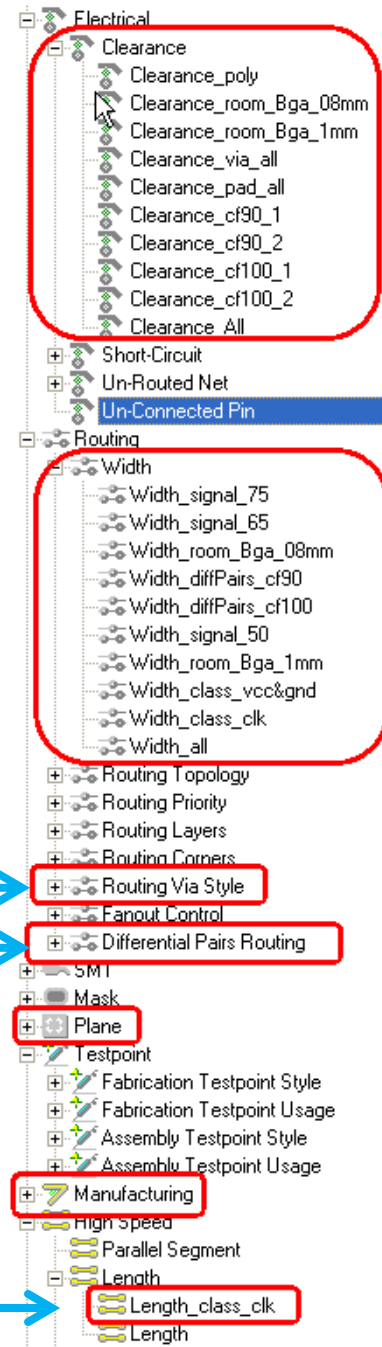 Electrical
Clearance
Clearance_poly
Clearance_room_Bga_08mm
Clearance_room_Bga_1mm
Clearance_via_all
Clearance_pad_all
Clearance_cf90_1
Clearance_cf90_2
Clearance_cf100_1
Clearance_cf100_2
Clearance_All
Short-Circuit
Un-Routed Net
Un-Connected Pin
Routing
Width
Width_signal_75
Width_signal_65
Width_room_Bga_08mm
Width_diffPairs_cf90
Width_diffPairs_cf100
Width_signal_50
Width_room_Bga_1mm
Width_class_vcc&gnd
Width_class_clk
Width_all
Routing Topology
Routing Priority
Routing Layers
Routing Corners
Routing Via Style
Fanout Control
Differential Pairs Routing
SMT
Mask
Plane
Testpoint
Fabrication Testpoint Style
Fabrication Testpoint Usage
Assembly Testpoint Style
Assembly Testpoint Usage
Manufacturing
High Speed
Parallel Segment
Length
Length_class_clk
Length